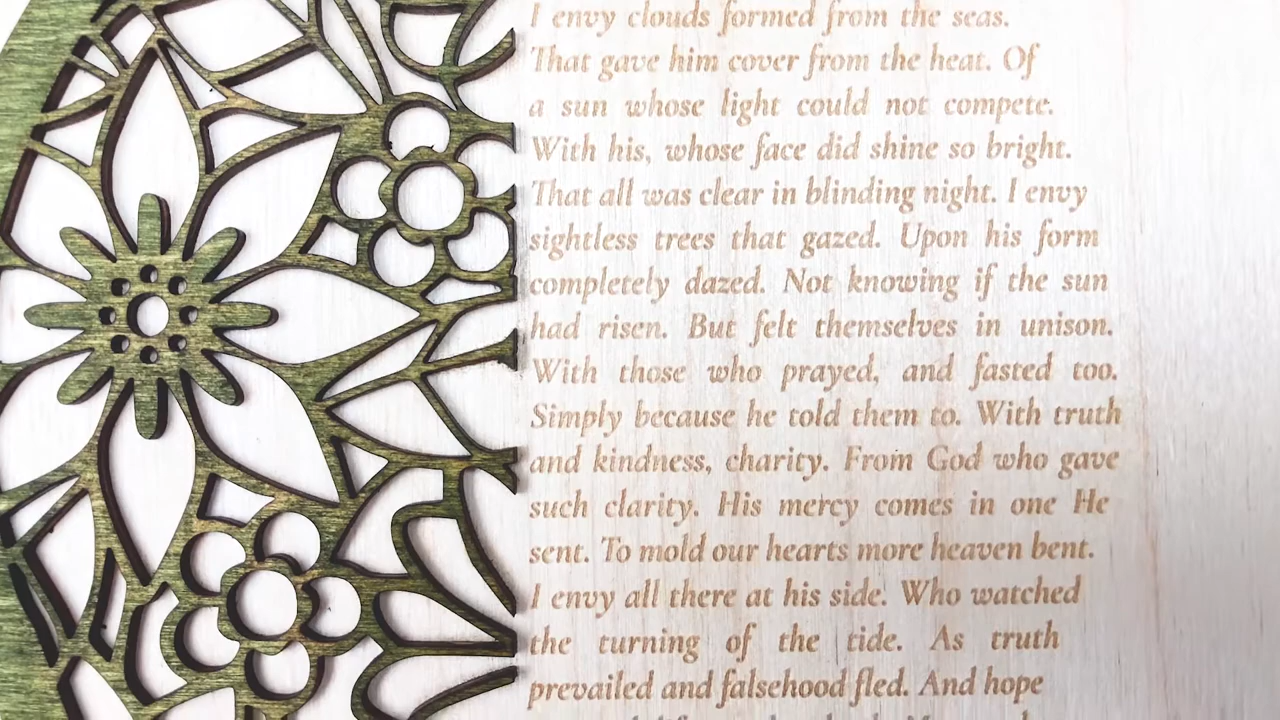 I envy clouds formed from the seas.
That gave him cover from the heat. Of
a sun whose light could not compete.
With his, whose face did shine so bright.
That all was clear in blinding night. I envy
sightless trees that gazed. Upon his form
completely dazed. Not knowing if the sun
had risen. But felt themselves in unison.
With those who prayed, and fasted too.
Simply because he told them to. With truth
and kindness, charity. From God who gave
such clarity. His mercy comes in one He
sent. To mold our hearts more heaven bent.
I envy all there at his side. Who watched
the turning of the tide. As truth
prevailed and falsehood fled. And hope